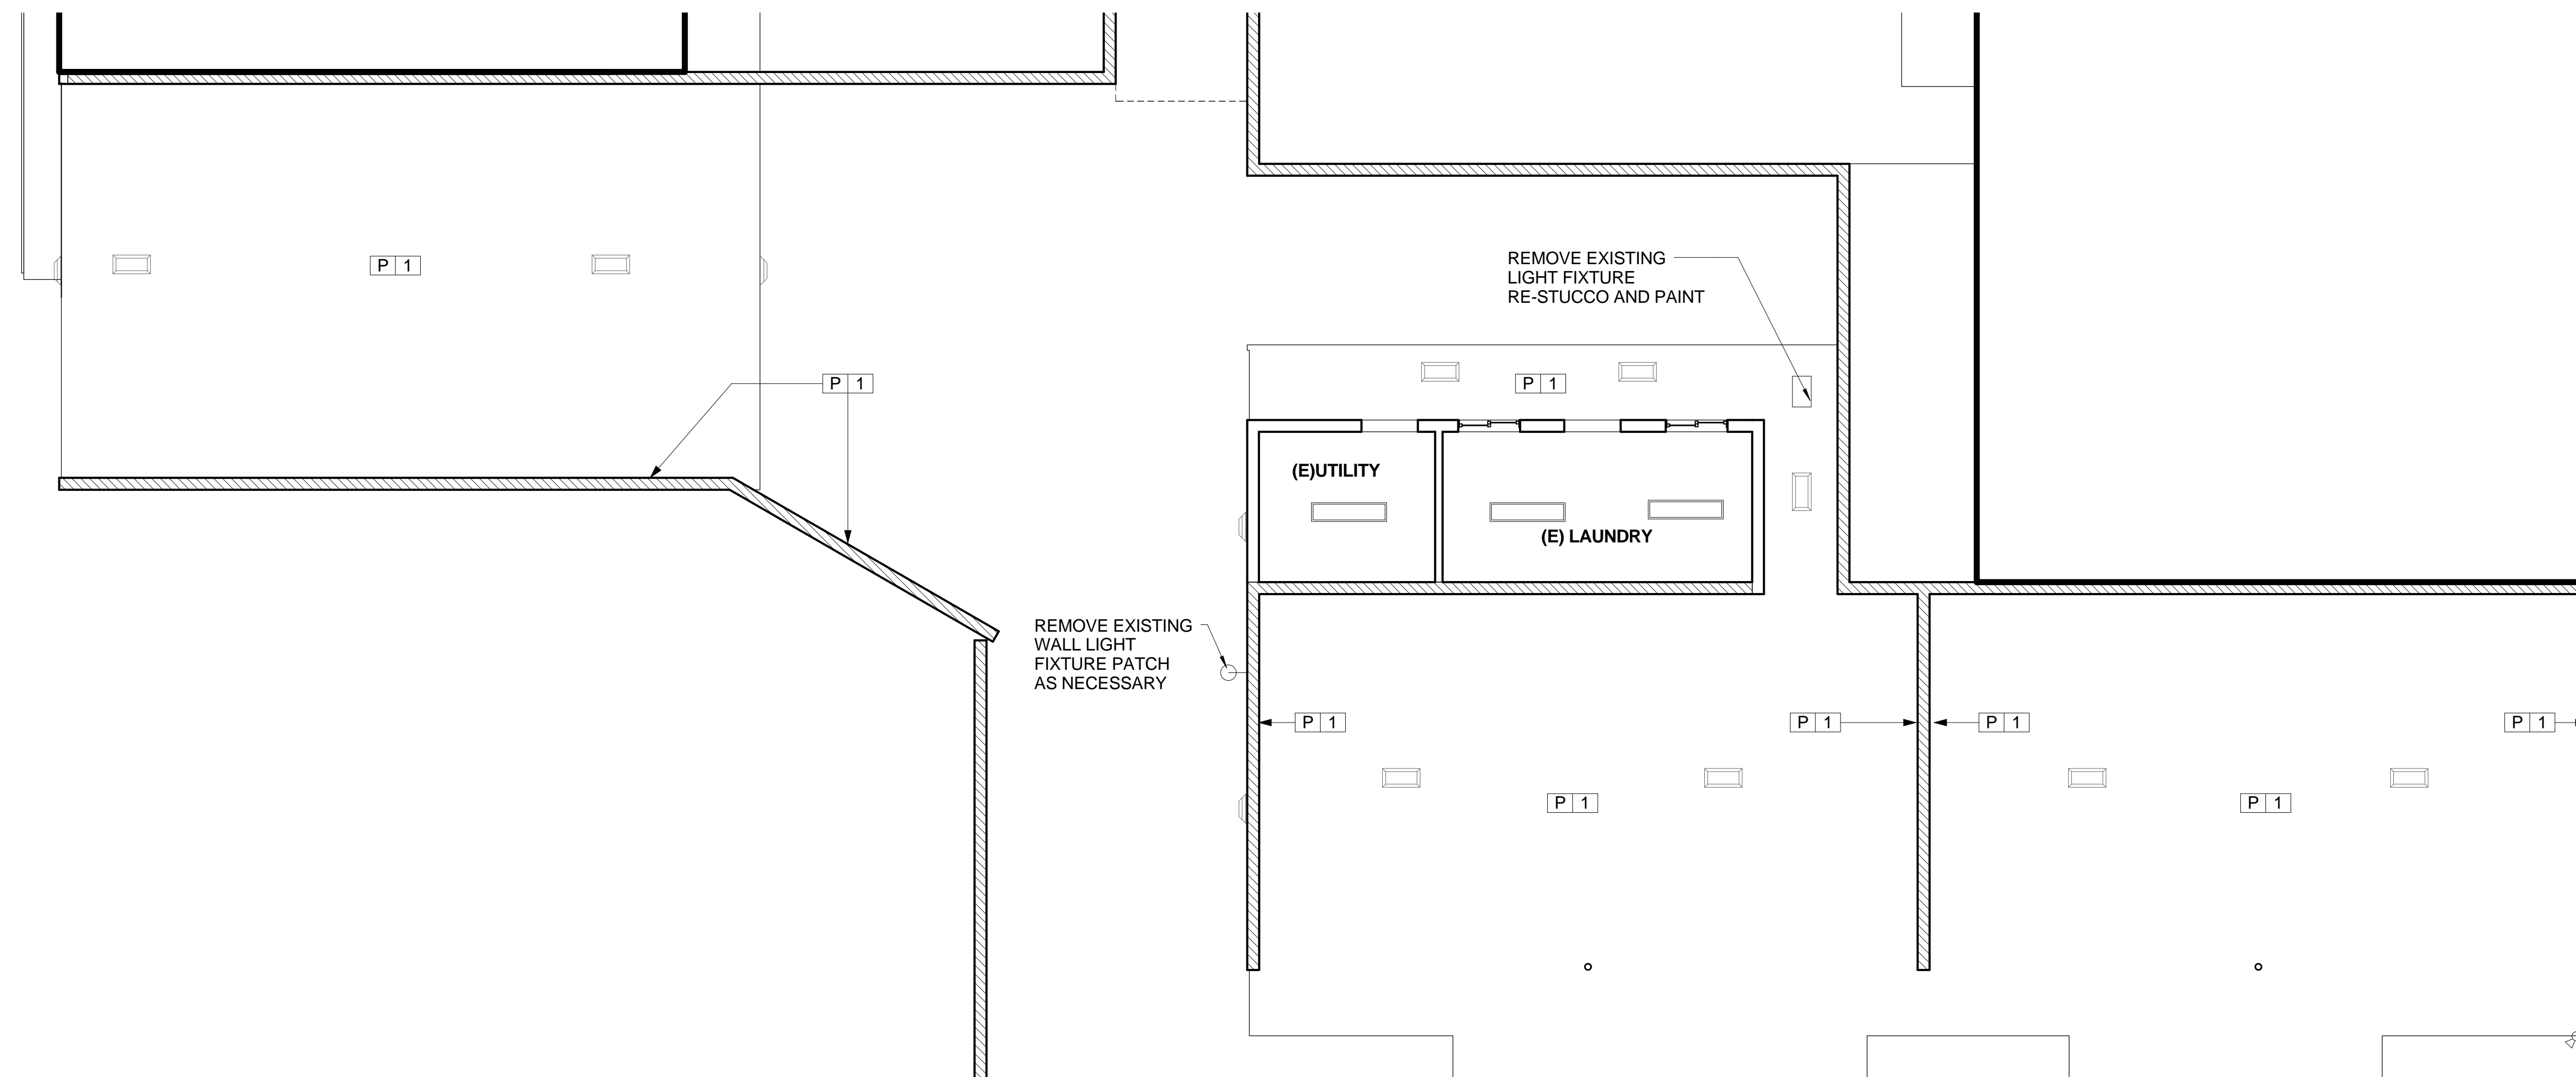 P 1
REMOVE EXISTING
LIGHT FIXTURE
RE-STUCCO AND PAINT
P 1
P 1
(E)UTILITY
(E) LAUNDRY
REMOVE EXISTING
WALL LIGHT
FIXTURE PATCH
AS NECESSARY
P 1
P 1
P 1
P 1
P 1
P 1